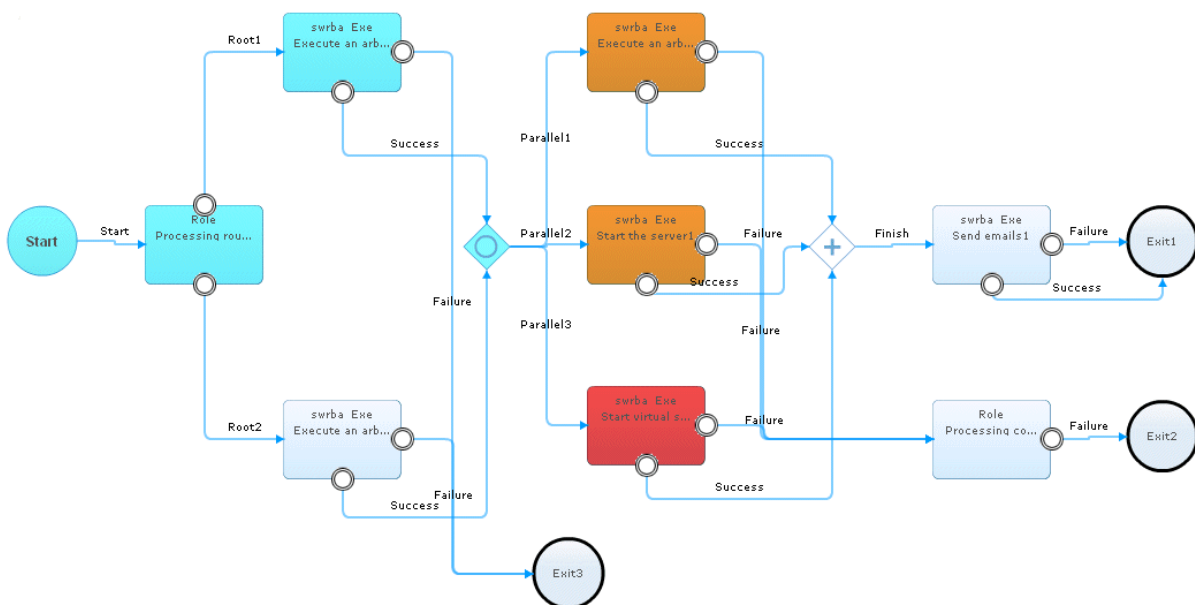 swrba Exe
Execute an arb...
swrba Exe
Execute an arb...
Root1
Parallel1
Success
Success
Role
Processing rou...
Start
Start
swrba Exe
Start the server1
Parallel2
Failure
Success
Finish
swrba Exe
Send emails1
Failure
Success
Exit1
Failure
Parallel3
Failure
swrba Exe
Execute an arb...
Root2
Failure
Success
swrba Exe
Start virtual s...
Failure
Success
Role
Processing co...
Failure
Exit2
Exit3